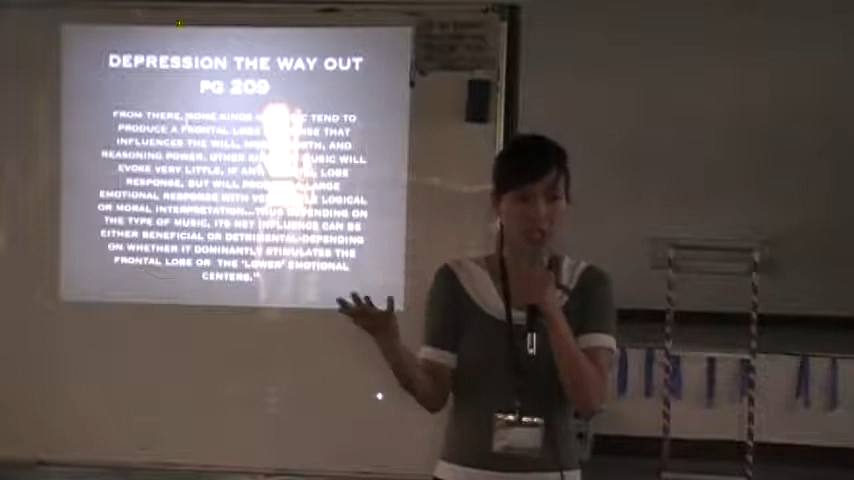 DEPRESSION THE WAY OUT
PG 209
FROM THERE, SOME KINDS TEND TO
PRODUCE A FRONTAL LOBE THAT
INFLUENCES THE WILL, AND
REASONING POWER. OTHER MUSIC WILL
EVOKE VERY LITTLE, IF LOBE
RESPONSE, BUT WILL LARGE
EMOTIONAL RESPONSE WITH LOGICAL
OR MORAL INTERPRETATION...THUS DEPENDING ON
THE TYPE OF MUSIC, ITS NET INFLUENCE CAN BE
EITHER BENEFICIAL OR DETRIMENTAL-DEPENDING
ON WHETHER IT DOMINANTLY STIMULATES THE
FRONTAL LOBE OR THE 'LOWER' EMOTIONAL
CENTERS."